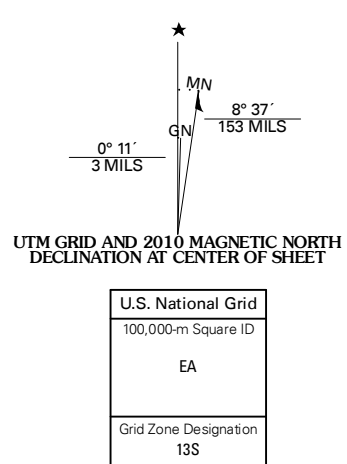 ★
MN
8° 37´
153 MILS
GN
0° 11´
3 MILS
UTM GRID AND 2010 MAGNETIC NORTH
DECLINATION AT CENTER OF SHEET
U.S. National Grid
100,000-m Square ID
EA
Grid Zone Designation
13S